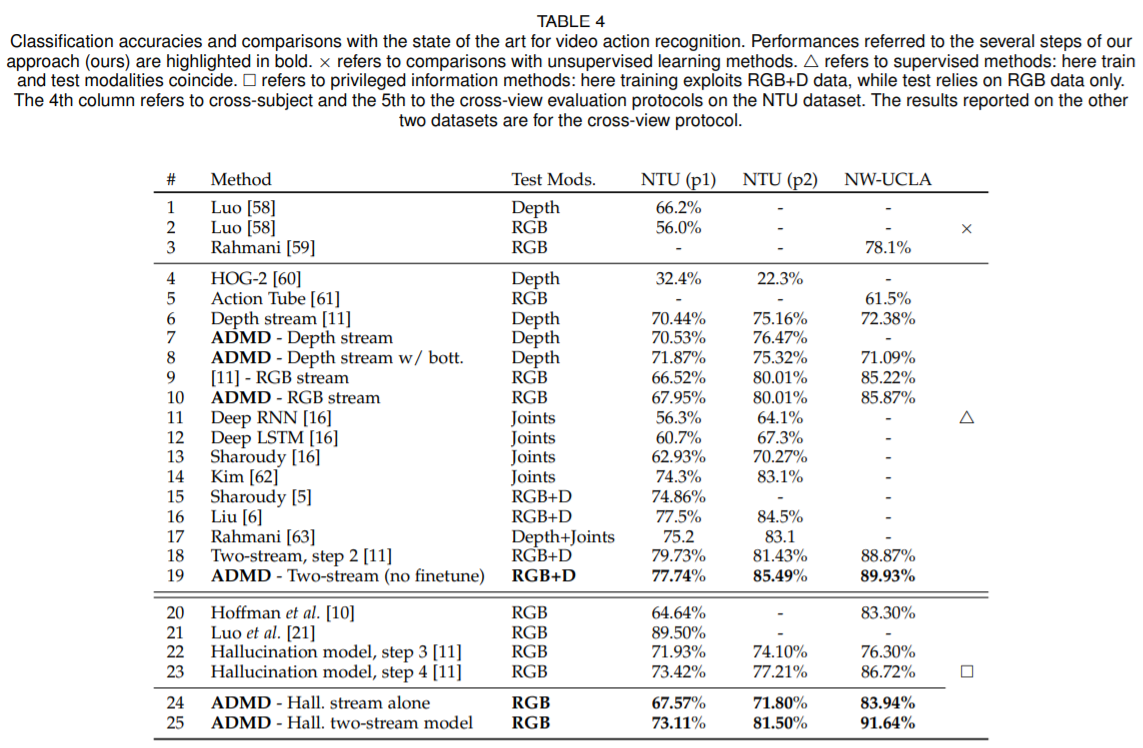 TABLE 4
Classification accuracies and comparisons with the state of the art for video action recognition. Performances referred to the several steps of our
approach (ours) are highlighted in bold. × refers to comparisons with unsupervised learning methods. △ refers to supervised methods: here train
and test modalities coincide. □ refers to privileged information methods: here training exploits RGB+D data, while test relies on RGB data only.
The 4th column refers to cross-subject and the 5th to the cross-view evaluation protocols on the NTU dataset. The results reported on the other
two datasets are for the cross-view protocol.
# Method Test Mods. NTU (p1) NTU (p2) NW-UCLA
1 Luo [58] Depth 66.2% - -
2 Luo [58] RGB 56.0% - - ×
3 Rahmani [59] RGB - - 78.1%
4 HOG-2 [60] Depth 32.4% 22.3% -
5 Action Tube [61] RGB - - 61.5%
6 Depth stream [11] Depth 70.44% 75.16% 72.38%
7 ADMD - Depth stream Depth 70.53% 76.47% -
8 ADMD - Depth stream w/ bott. Depth 71.87% 75.32% 71.09%
9 [11] - RGB stream RGB 66.52% 80.01% 85.22%
10 ADMD - RGB stream RGB 67.95% 80.01% 85.87%
11 Deep RNN [16] Joints 56.3% 64.1% - △
12 Deep LSTM [16] Joints 60.7% 67.3% -
13 Sharoudy [16] Joints 62.93% 70.27% -
14 Kim [62] Joints 74.3% 83.1% -
15 Sharoudy [5] RGB+D 74.86% - -
16 Liu [6] RGB+D 77.5% 84.5% -
17 Rahmani [63] Depth+Joints 75.2 83.1 -
18 Two-stream, step 2 [11] RGB+D 79.73% 81.43% 88.87%
19 ADMD - Two-stream (no finetune) RGB+D 77.74% 85.49% 89.93%
20 Hoffman et al. [10] RGB 64.64% - 83.30%
21 Luo et al. [21] RGB 89.50% - -
22 Hallucination model, step 3 [11] RGB 71.93% 74.10% 76.30%
23 Hallucination model, step 4 [11] RGB 73.42% 77.21% 86.72% □
24 ADMD - Hall. stream alone RGB 67.57% 71.80% 83.94%
25 ADMD - Hall. two-stream model RGB 73.11% 81.50% 91.64%